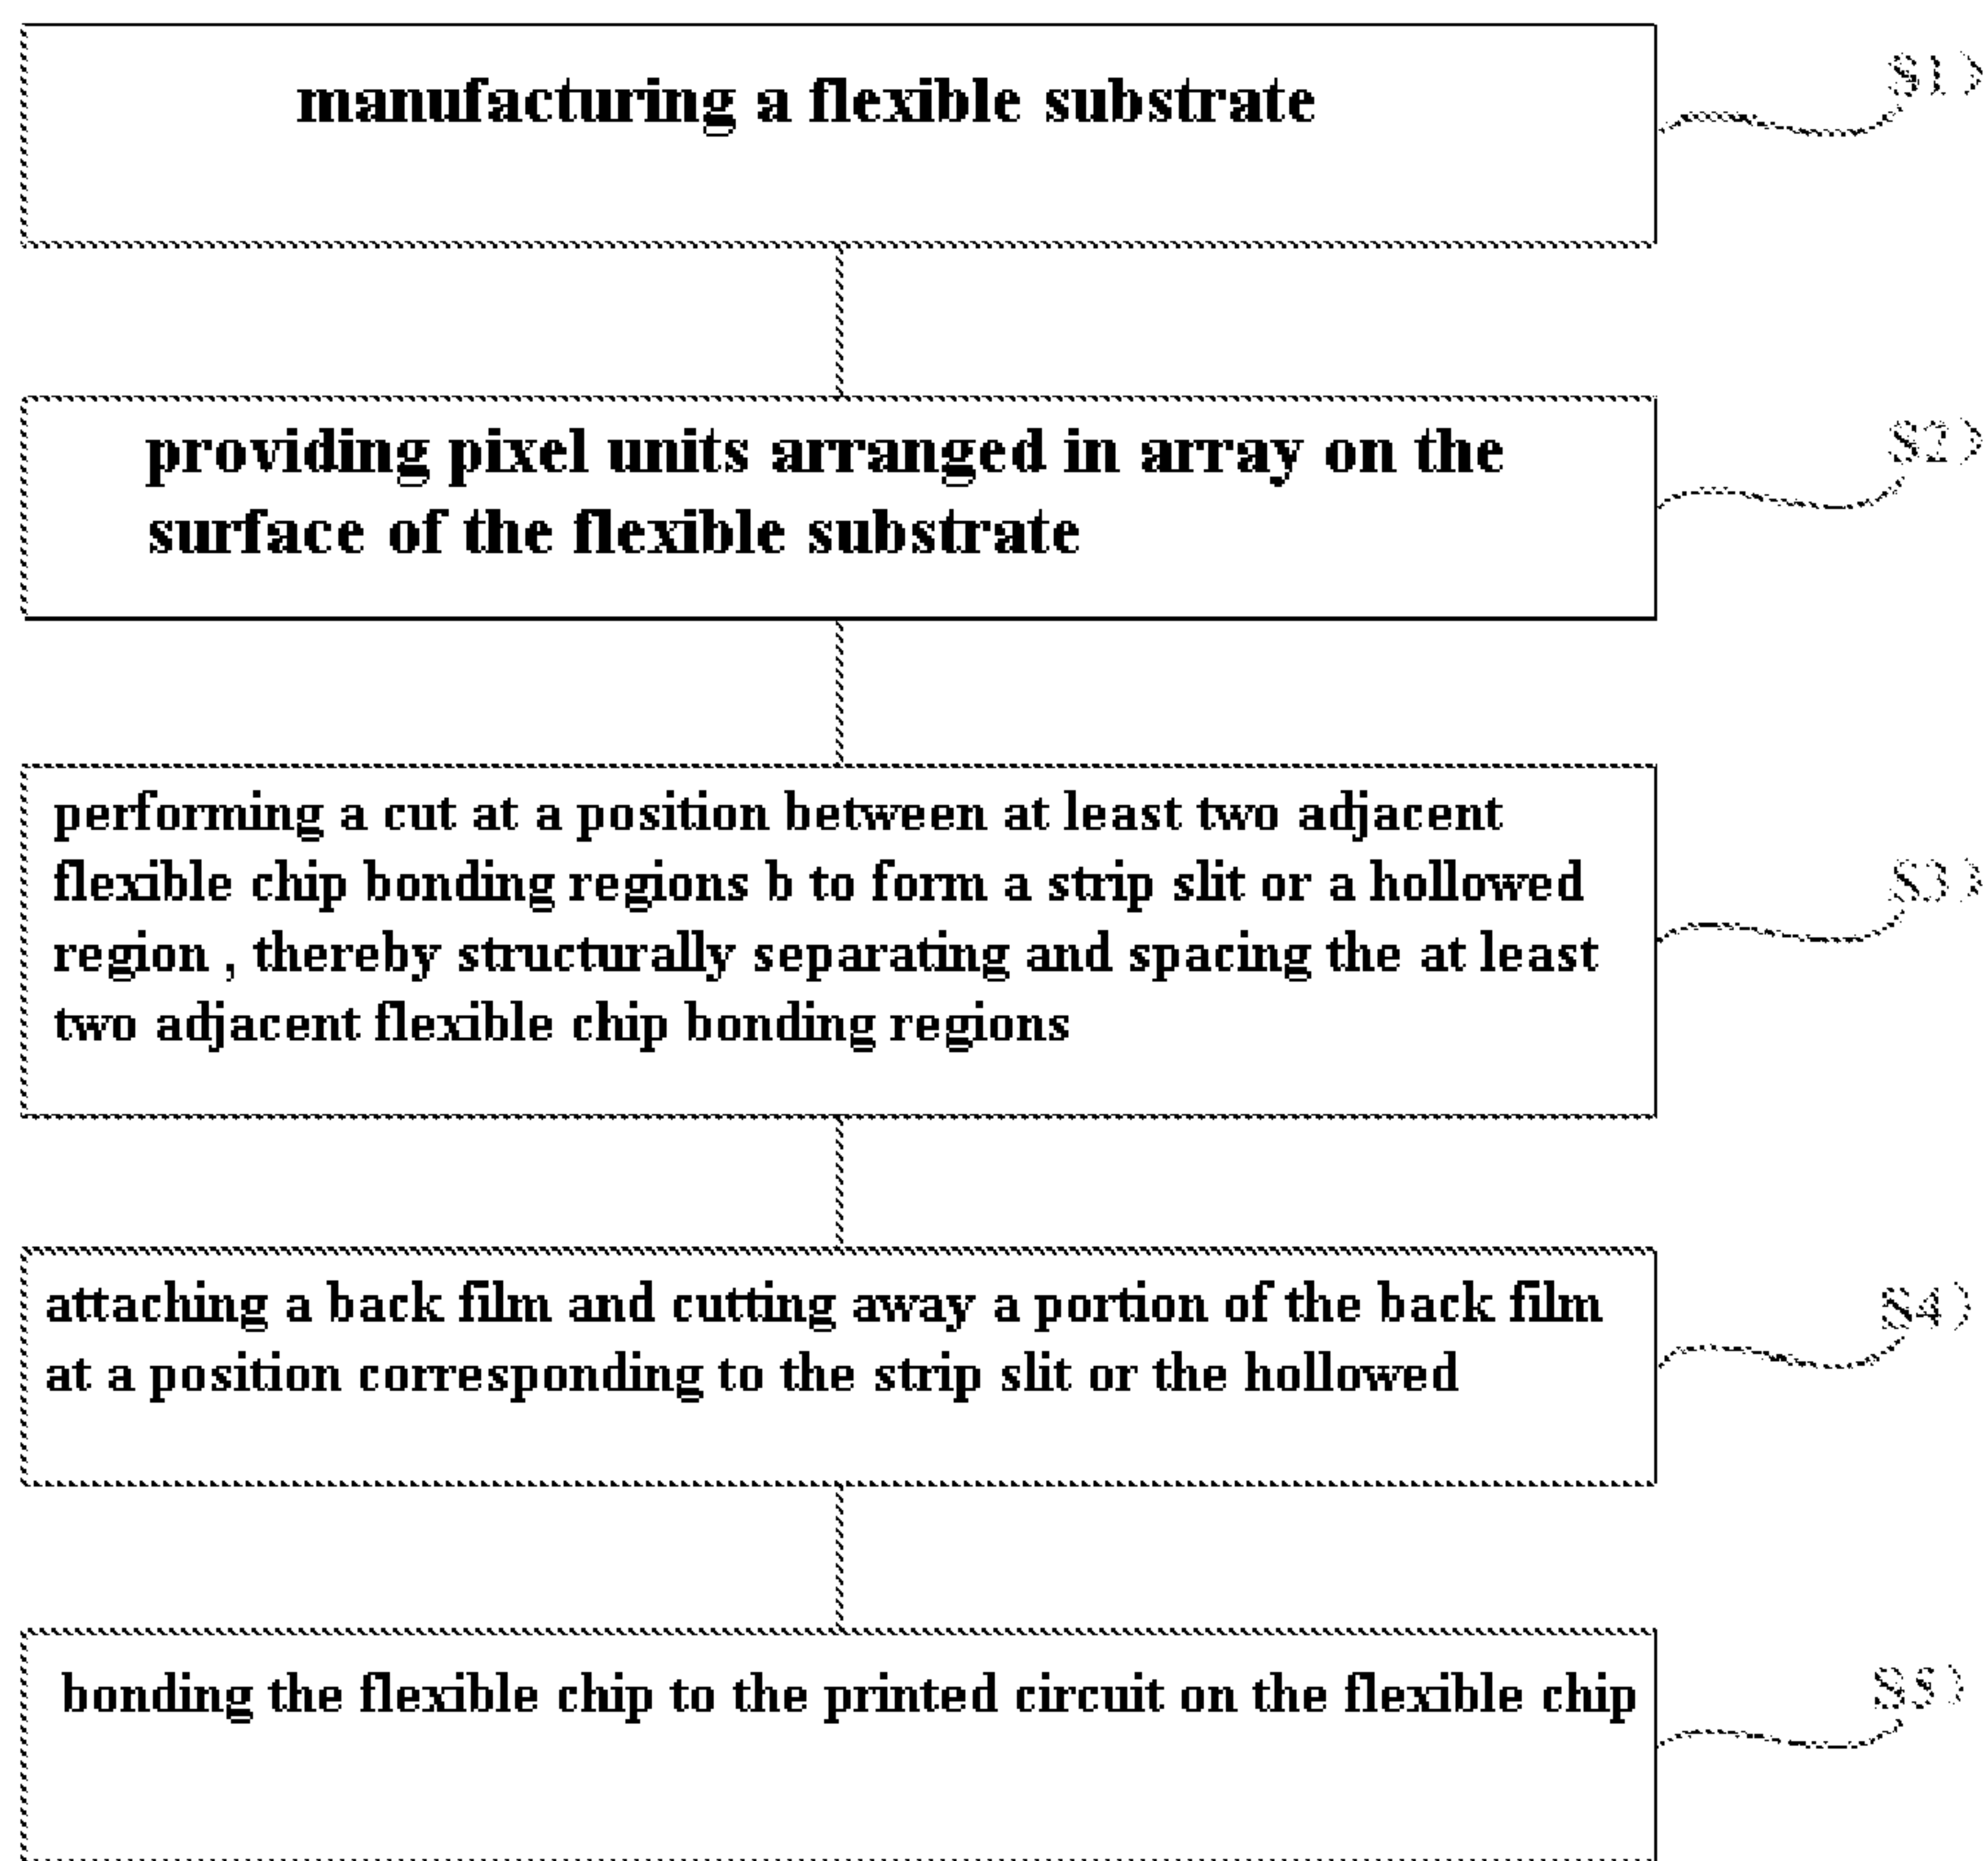 manufacturing a flexible substrate
S1)
providing pixel units arranged in array on the
surface of the flexible substrate
S2)
performing a cut at a position between at least two adjacent
flexible chip bonding regions b to form a strip slit or a hollowed
region , thereby structurally separating and spacing the at least
two adjacent flexible chip bonding regions
S3)
attaching a back film and cutting away a portion of the back film
at a position corresponding to the strip slit or the hollowed
S4)
bonding the flexible chip to the printed circuit on the flexible chip
S5)